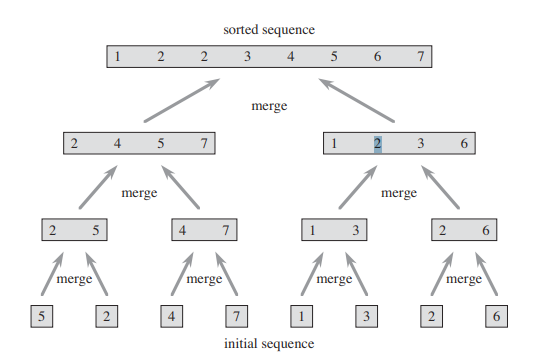 sorted sequence
1 2 2 3 4 5 6 7
merge
2 4 5 7 1 2 3 6
merge merge
2 5 4 7 1 3 2 6
merge merge merge merge
5 2 4 7 1 3 2 6
initial sequence